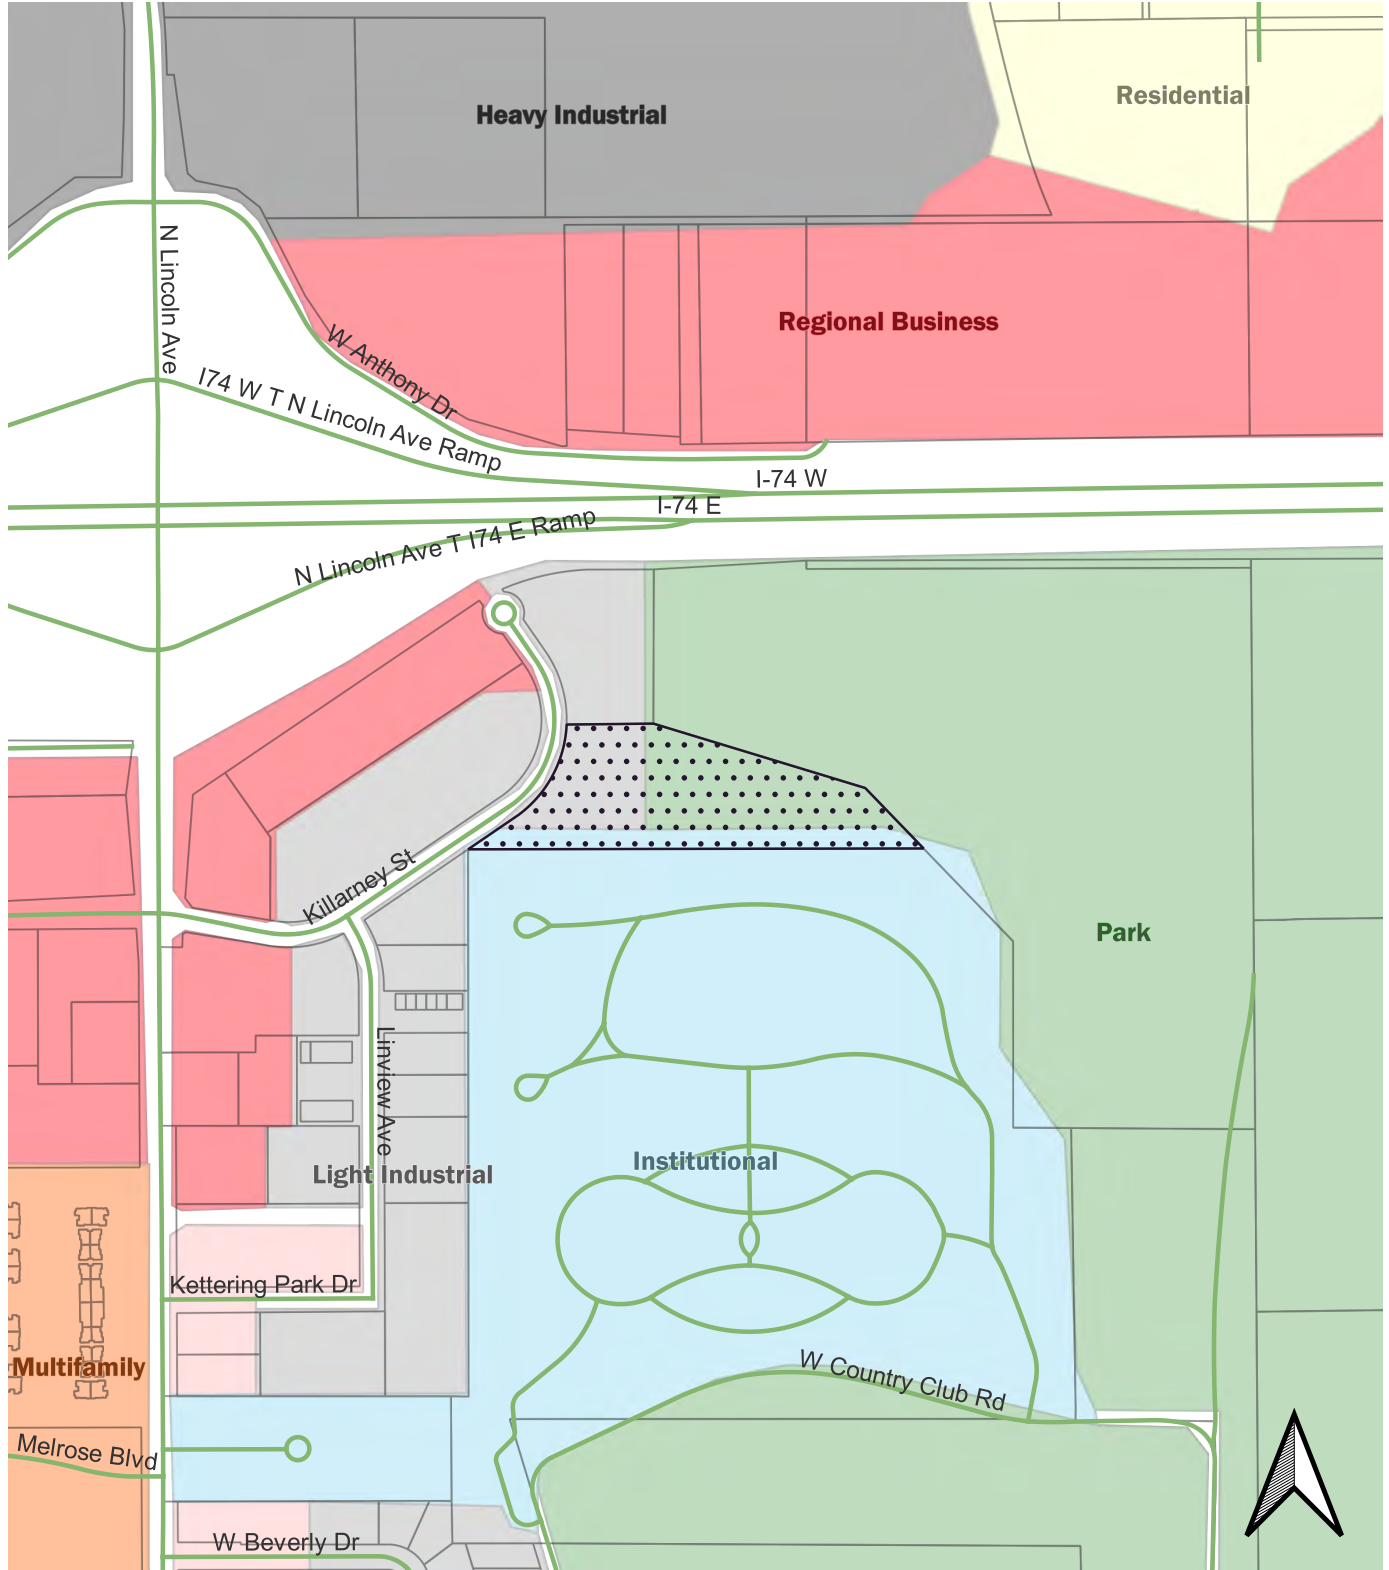 Residential
Heavy Industrial
N Lincoln Ave
Regional Business
W Anthony Dr
I74 W T N Lincoln Ave Ramp
I-74 W
I-74 E
N Lincoln Ave T I74 E Ramp
Killarney St
Park
Linview Ave
Institutional
Light Industrial
Kettering Park Dr
Multifamily
W Country Club Rd
Melrose Blvd
W Beverly Dr